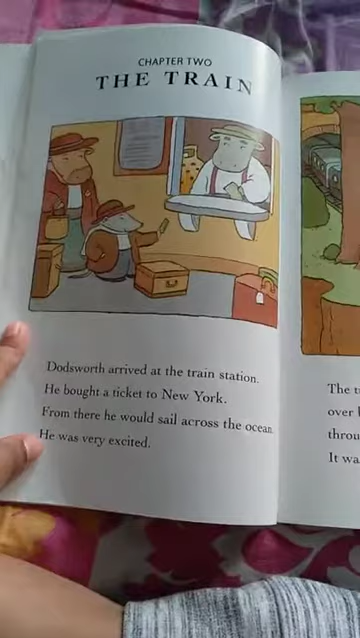 CHAPTER TWO
THE TRAIN
Dodsworth arrived at the train station.
He bought a ticket to New York.
From there he would sail across the ocean.
He was very excited.
The
over
It wa